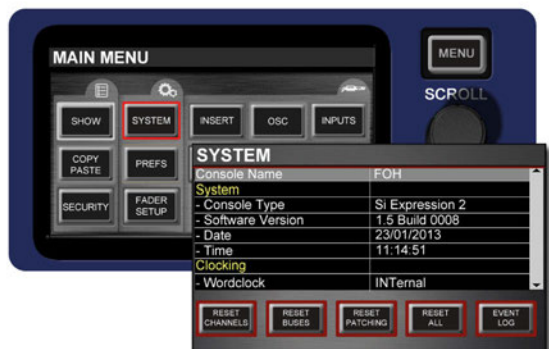 MAIN MENU
MENU
SCROLL
SHOW
SYSTEM
INSERT
OSC
INPUTS
COPY
PASTE
PREFS
SECURITY
FADER
SETUP
SYSTEM
Console Name FOH
System
- Console Type Si Expression 2
- Software Version 1.5 Build 0008
- Date 23/01/2013
- Time 11:14:51
Clocking
- Wordclock INTernal
RESET
CHANNELS
RESET
BUSES
RESET
PATCHING
RESET
ALL
EVENT
LOG